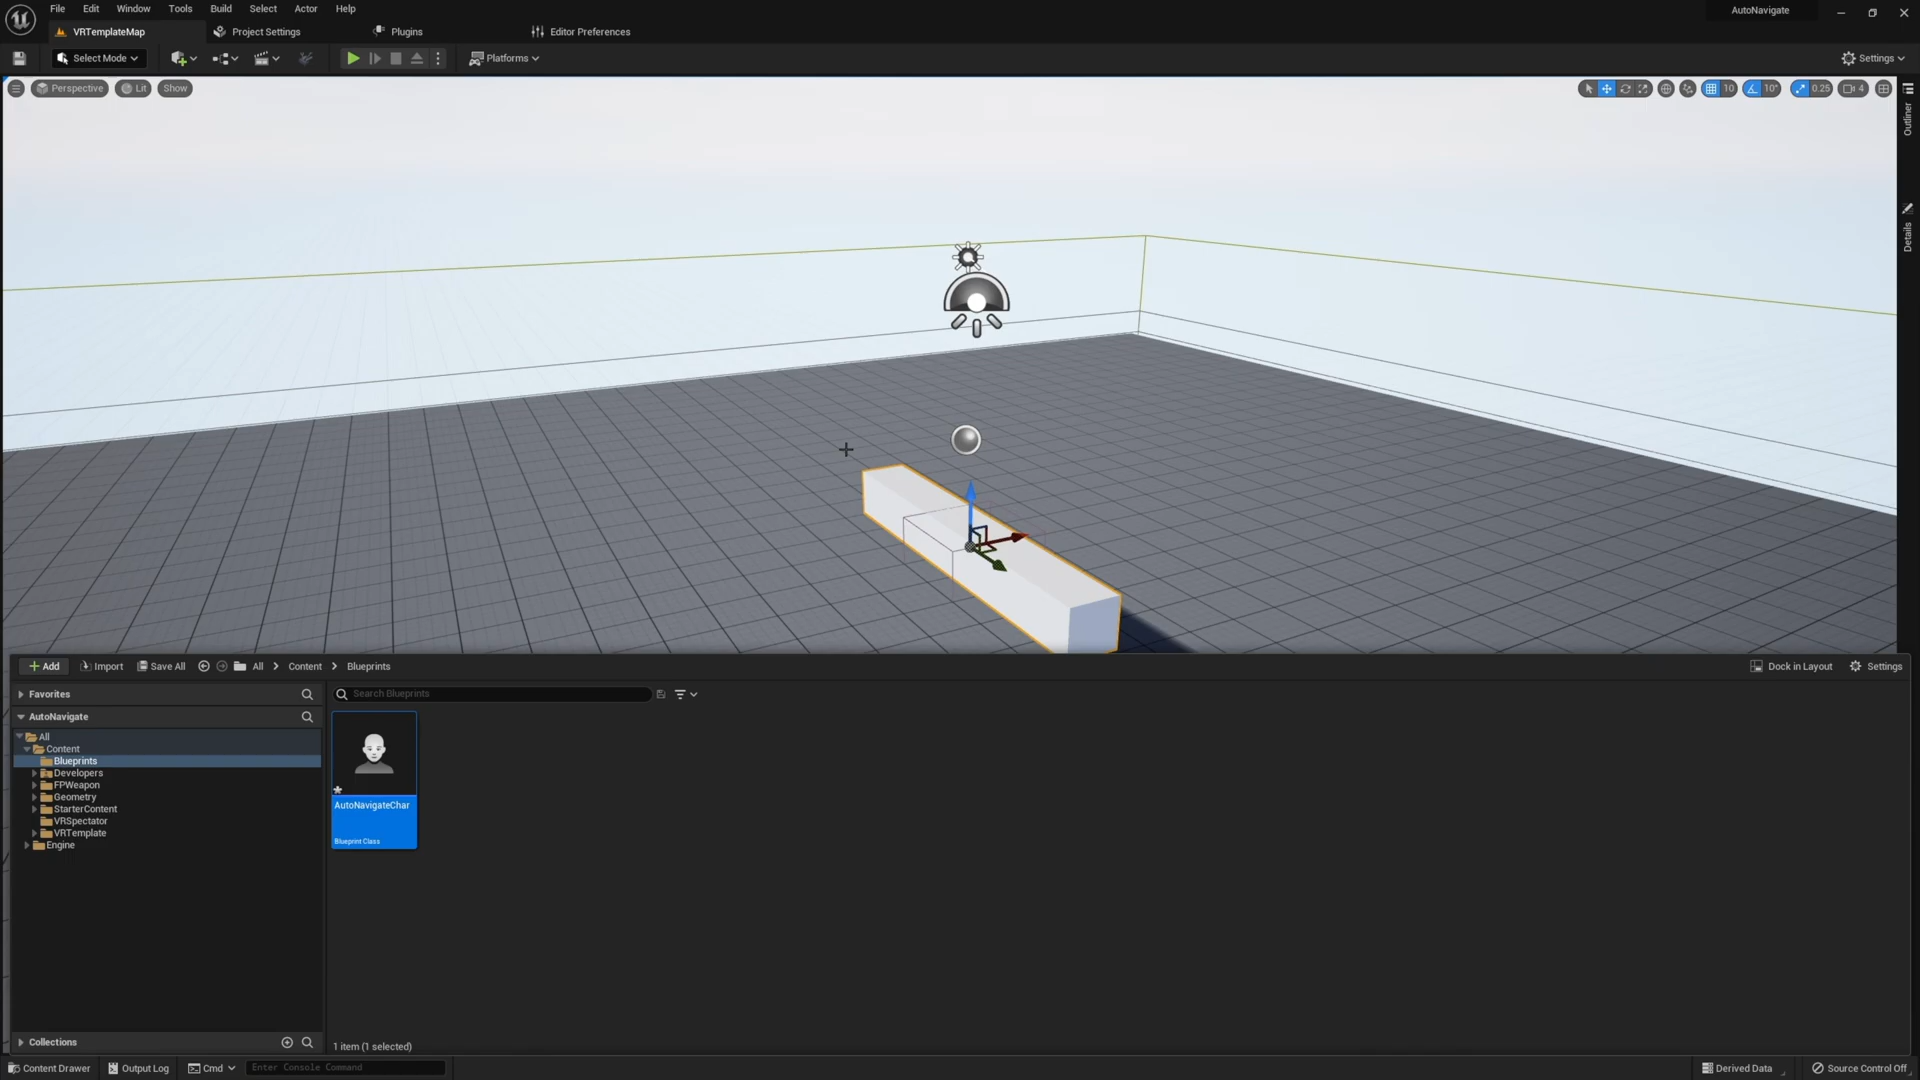 File Edit Window Tools Build Select Actor Help
AutoNavigate
VRTemplateMap Project Settings Plugins Editor Preferences
Select Mode Platforms Settings
Perspective Lit Show 10 10° 0.25 4
Outliner
Details
Add Import Save All All Content Blueprints Dock in Layout Settings
Favorites
Search Blueprints
AutoNavigate
All
Content
Blueprints
Developers
FPWeapon
Geometry
StarterContent
VRSpectator
VRTemplate
Engine
AutoNavigateChar
Blueprint Class
Collections
1 item (1 selected)
Content Drawer Output Log Cmd Enter Console Command Derived Data Source Control Off